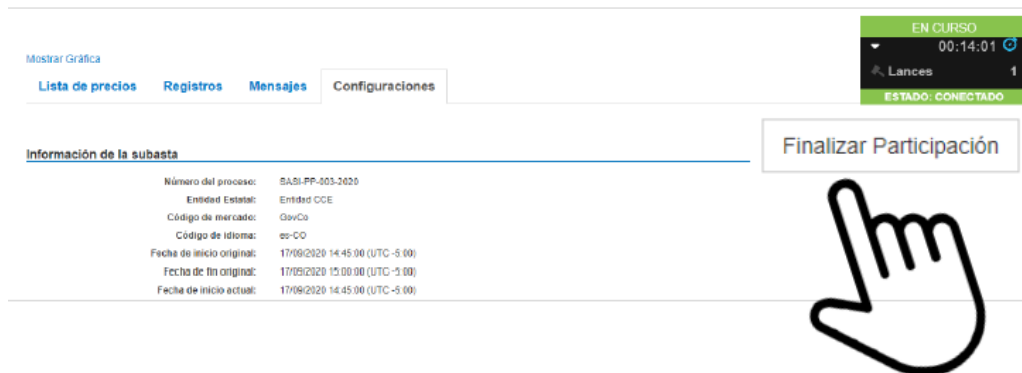 EN CURSO
00:14:01
Mostrar Gráfica
Lances 1
Lista de precios Registros Mensajes Configuraciones
ESTADO: CONECTADO
Finalizar Participación
Información de la subasta
Número del proceso: SASI-PP-003-2020
Entidad Estatal: Entidad CCE
Código de mercado: GovCo
Código de idioma: es-CO
Fecha de inicio original: 17/09/2020 14:45:00 (UTC -5:00)
Fecha de fin original: 17/09/2020 15:00:00 (UTC -5:00)
Fecha de inicio actual: 17/09/2020 14:45:00 (UTC -5:00)